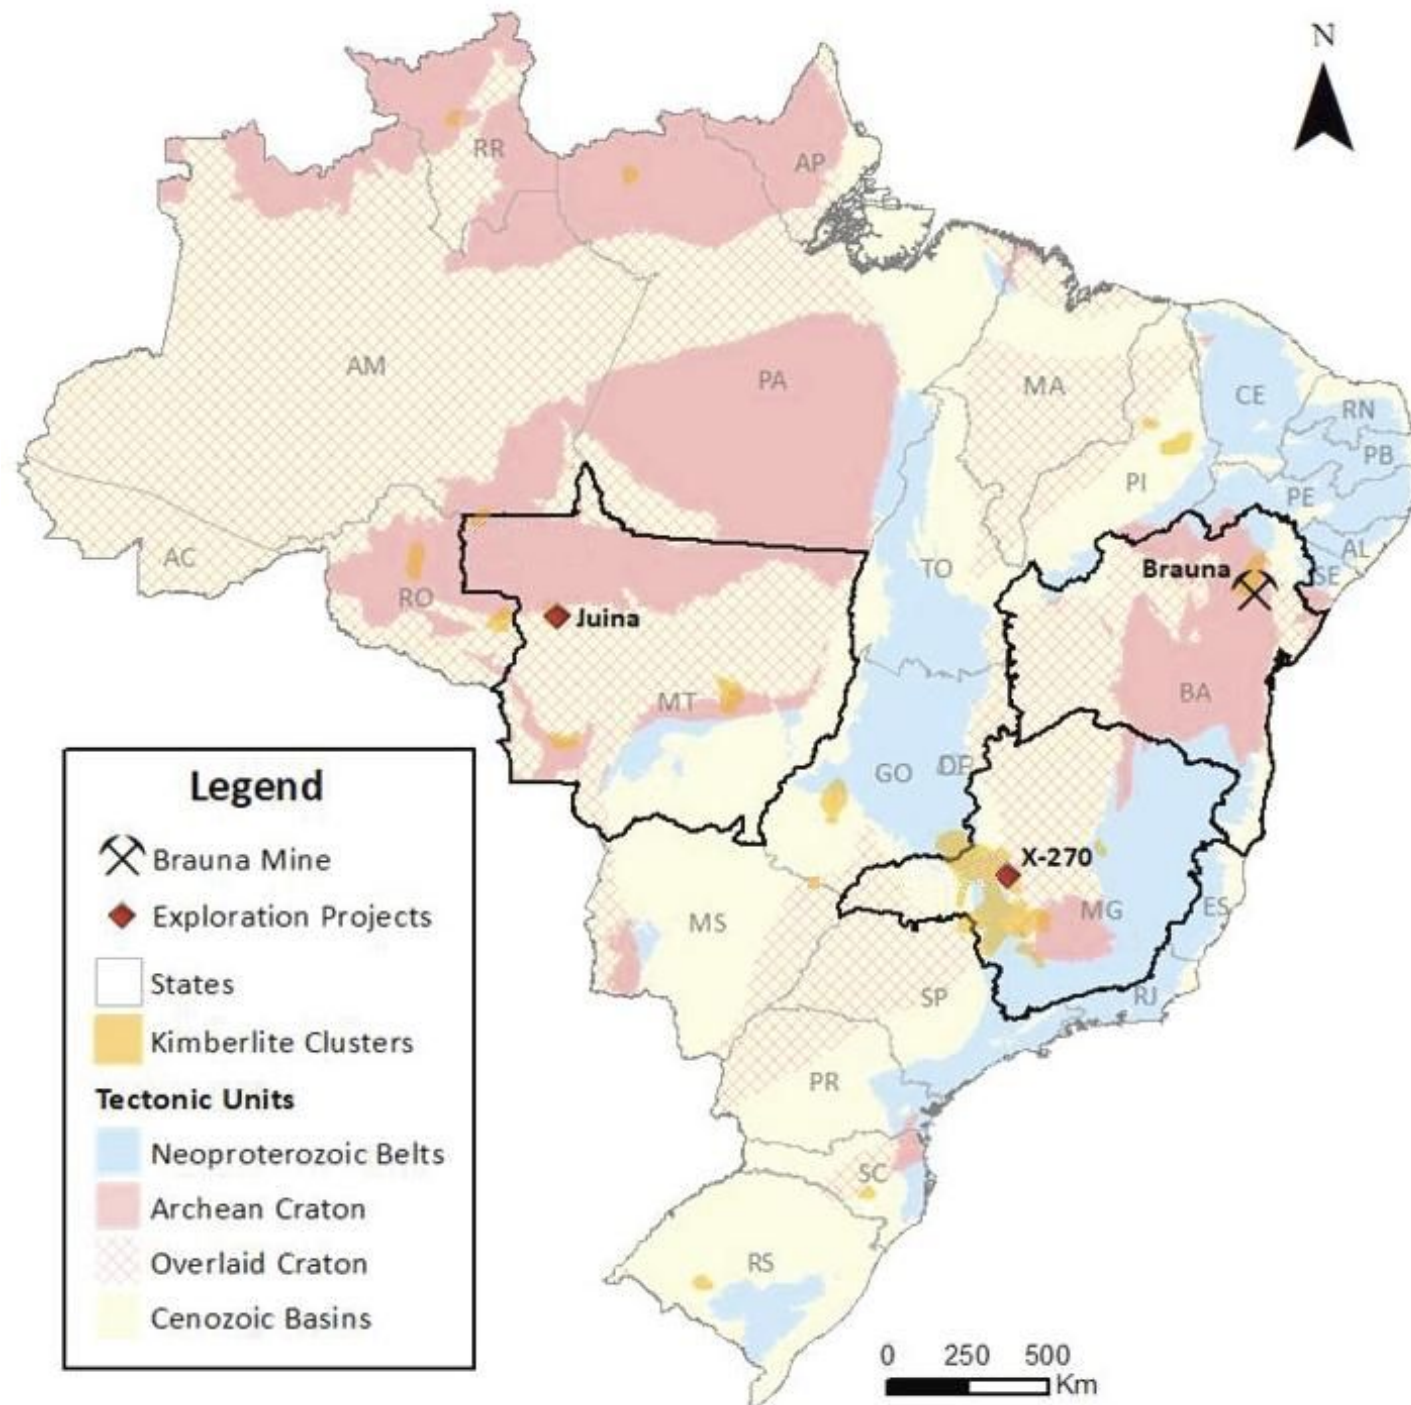 N
RR
AP
AM
PA
MA
CE
RN
PB
PI
PE
AC
TO
AL
Brauna
SE
RO
Juina
MT
BA
GO
DF
X-270
MS
MG
ES
SP
RJ
PR
SC
RS
Legend
Brauna Mine
Exploration Projects
States
Kimberlite Clusters
Tectonic Units
Neoproterozoic Belts
Archean Craton
Overlaid Craton
Cenozoic Basins
0 250 500
Km